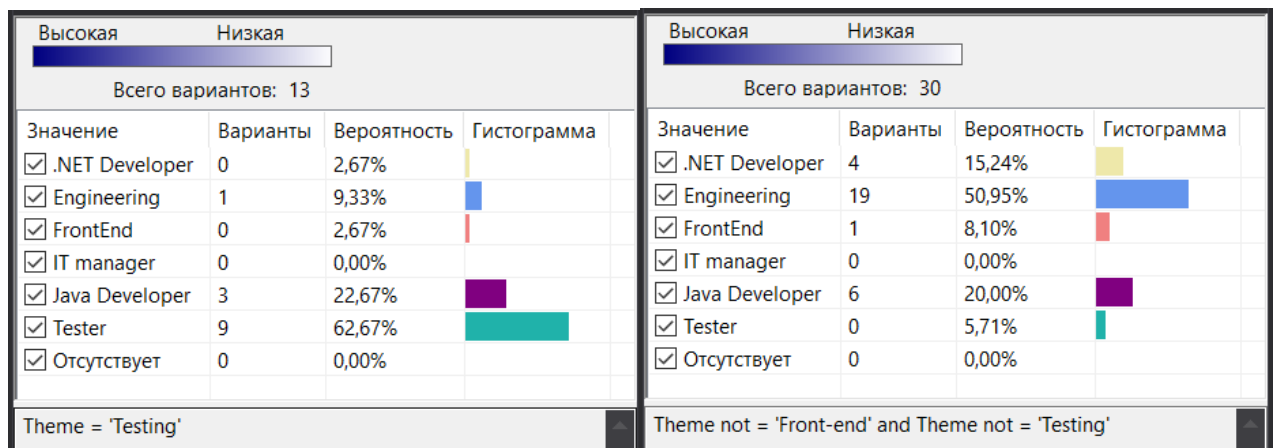 Высокая Низкая
Всего вариантов: 13
Значение Варианты Вероятность Гистограмма
.NET Developer 0 2,67%
Engineering 1 9,33%
FrontEnd 0 2,67%
IT manager 0 0,00%
Java Developer 3 22,67%
Tester 9 62,67%
Отсутствует 0 0,00%
Theme = 'Testing'
Высокая Низкая
Всего вариантов: 30
Значение Варианты Вероятность Гистограмма
.NET Developer 4 15,24%
Engineering 19 50,95%
FrontEnd 1 8,10%
IT manager 0 0,00%
Java Developer 6 20,00%
Tester 0 5,71%
Отсутствует 0 0,00%
Theme not = 'Front-end' and Theme not = 'Testing'